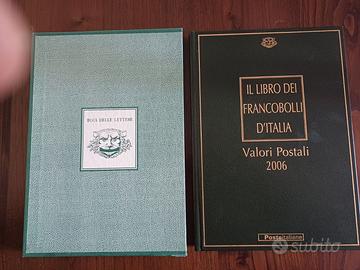 BUCA DELLE LETTERE
IL LIBRO DEI
FRANCOBOLLI
D'ITALIA
Valori Postali
2006
Posteitaliane
subito